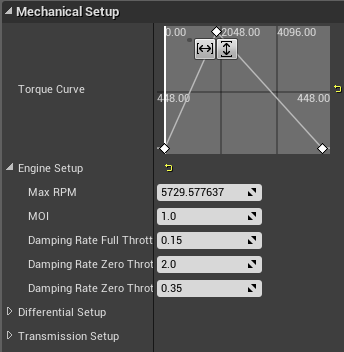 Mechanical Setup
0.00 2048.00 4096.00
Torque Curve
448.00 448.00
Engine Setup
Max RPM 5729.577637
MOI 1.0
Damping Rate Full Thrott 0.15
Damping Rate Zero Throt 2.0
Damping Rate Zero Throt 0.35
Differential Setup
Transmission Setup